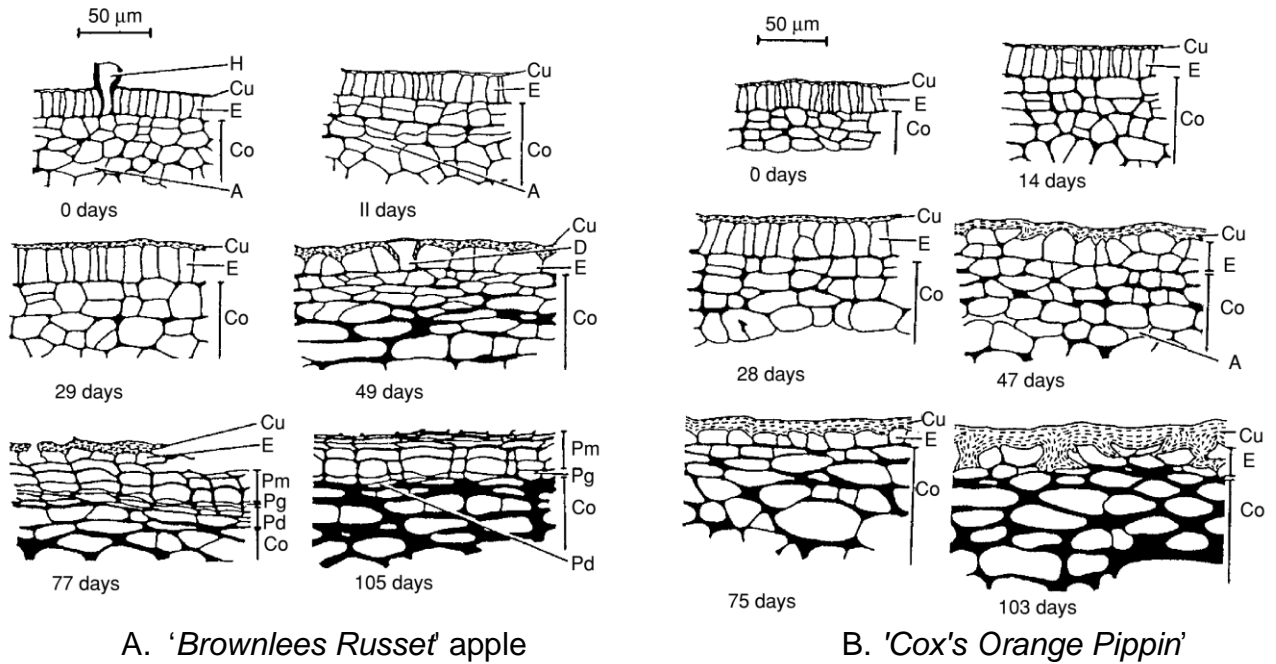 50 μm
H
Cu
E
Co
A
0 days
Cu
E
Co
II days
Cu
E
Co
29 days
D
E
Co
49 days
Cu
E
Pm
Pg
Pd
Co
77 days
Pm
Pg
Co
Pd
105 days
A. ‘Brownlees Russet’ apple
50 μm
Cu
E
Co
0 days
Cu
E
Co
14 days
Cu
E
Co
28 days
Cu
E
Co
A
47 days
E
Co
75 days
Cu
E
Co
103 days
B. 'Cox's Orange Pippin’